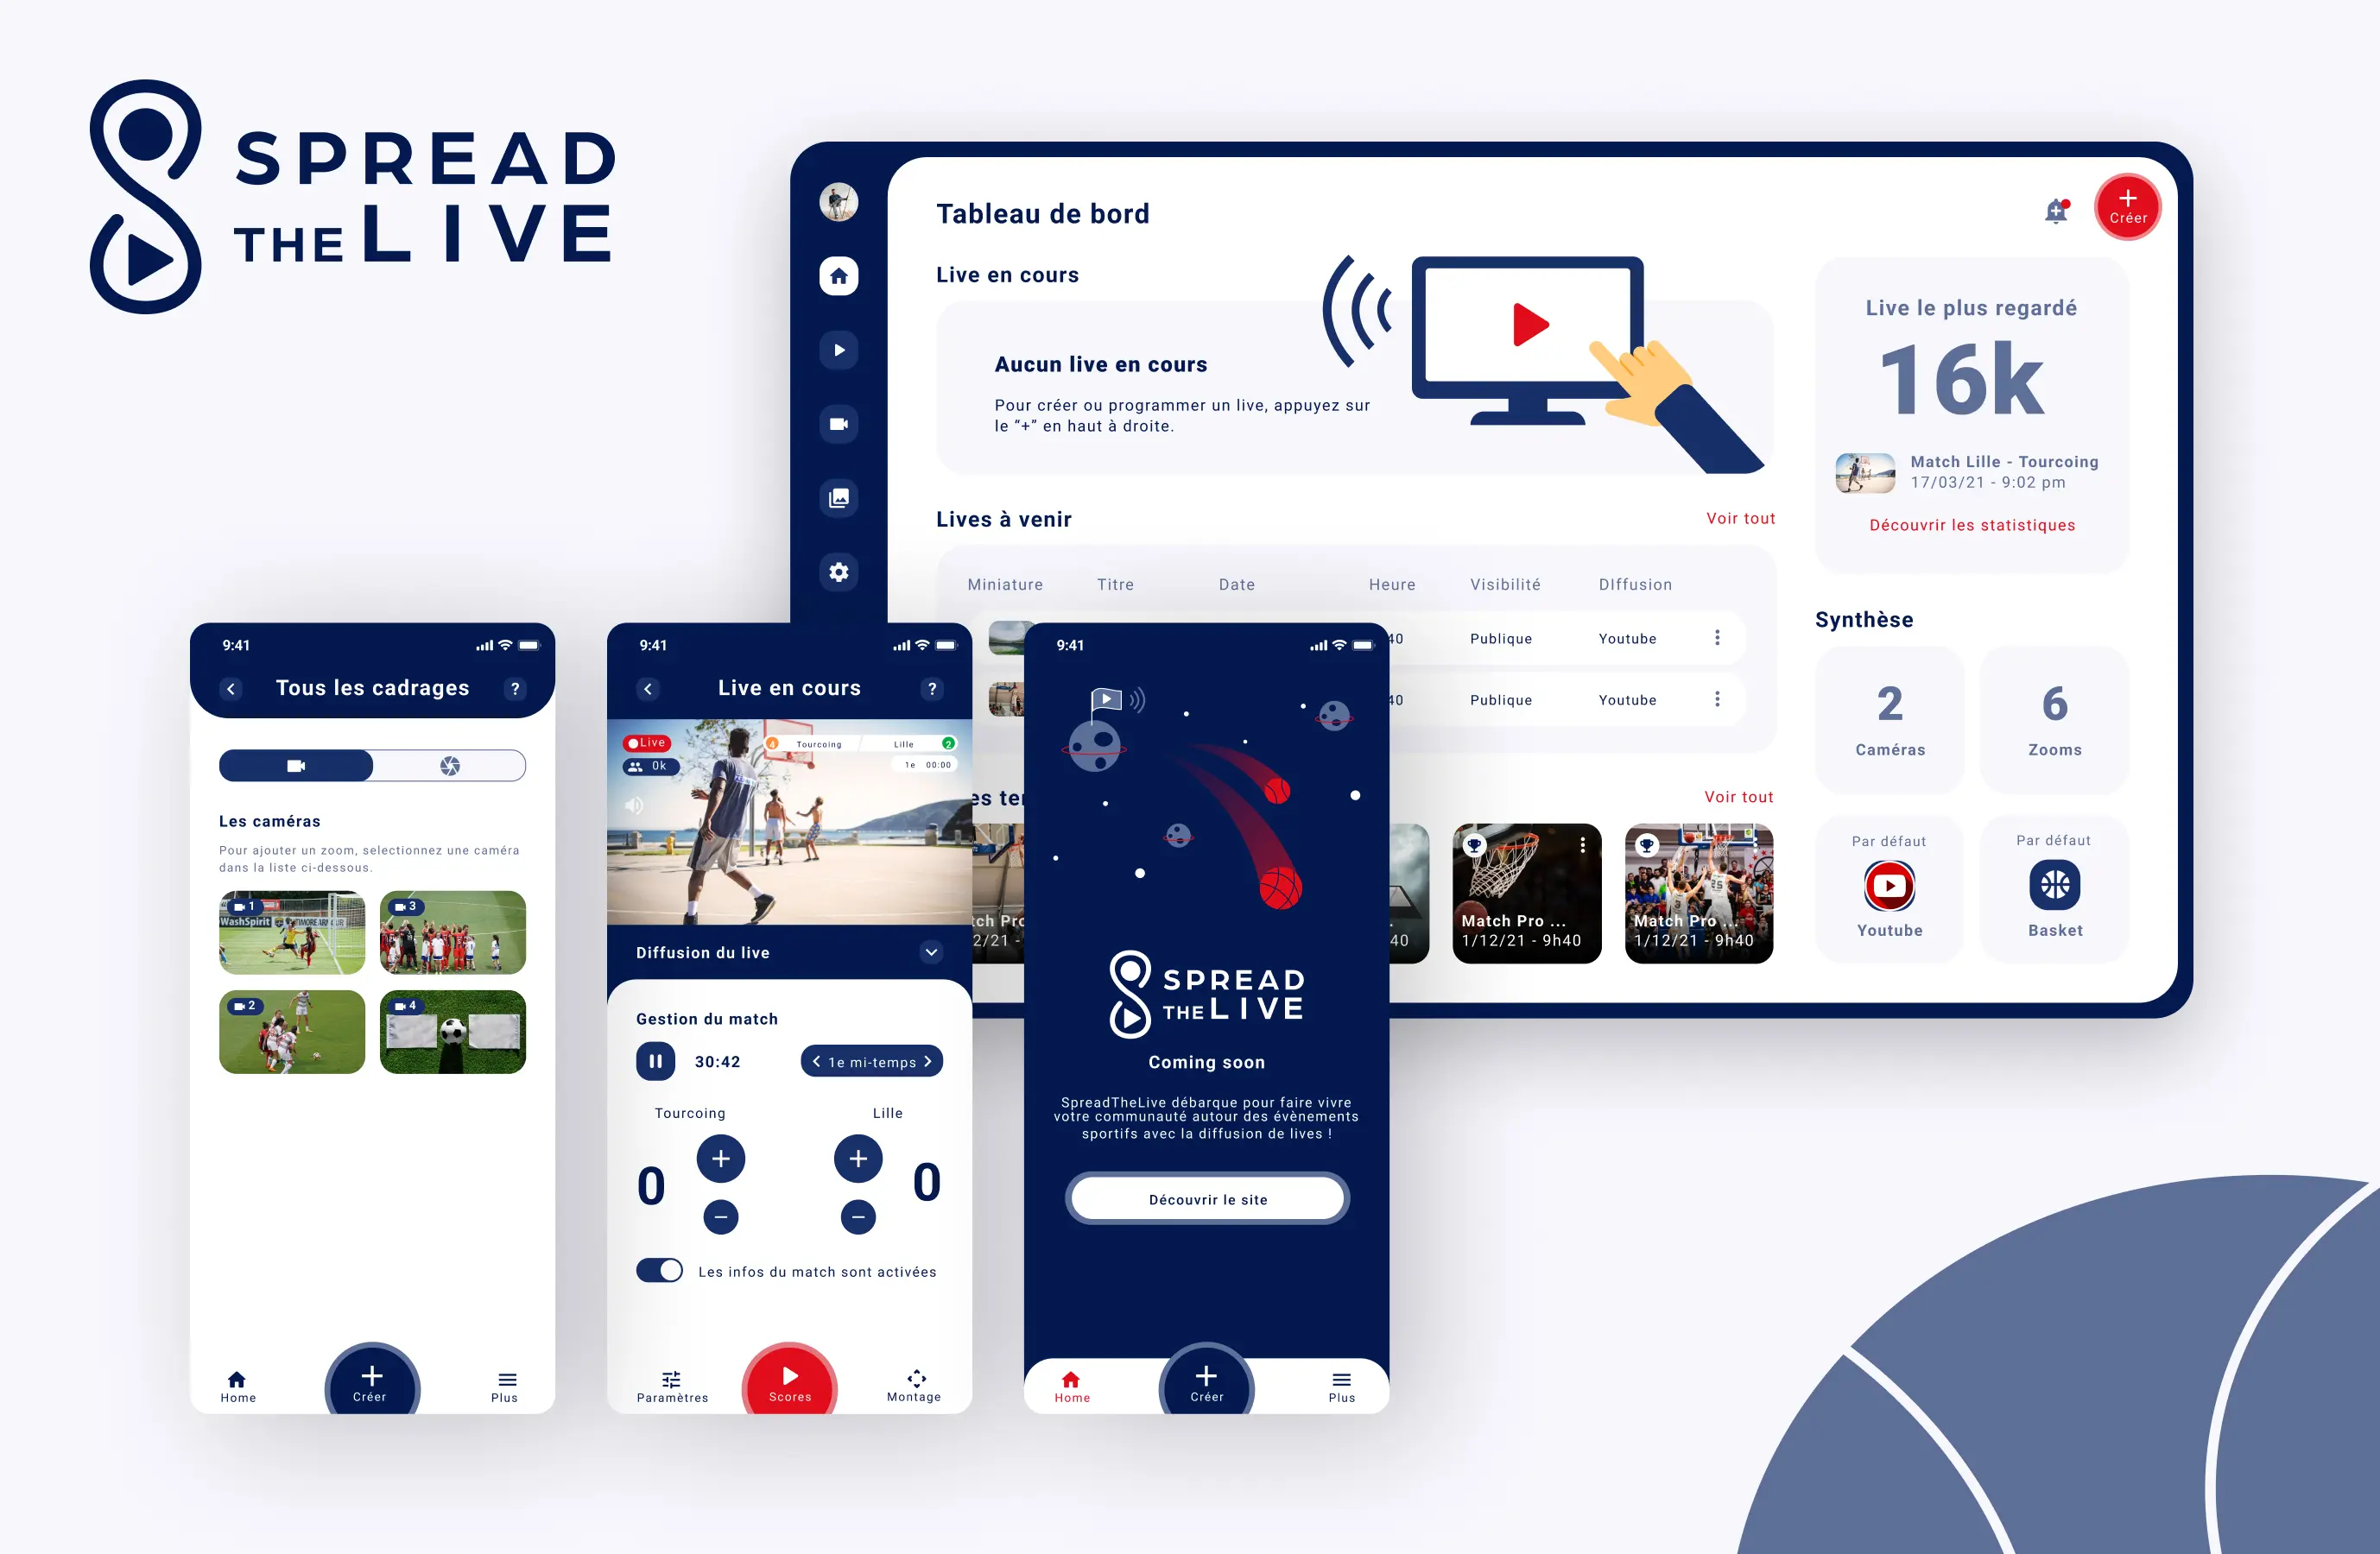 SPREAD
THE LIVE
Tableau de bord
Créer
Live en cours
Aucun live en cours
Pour créer ou programmer un live, appuyez sur
le “+” en haut à droite.
Live le plus regardé
16k
Match Lille - Tourcoing
17/03/21 - 9:02 pm
Découvrir les statistiques
Lives à venir
Voir tout
Miniature Titre Date Heure Visibilité DIffusion
40 Publique Youtube
40 Publique Youtube
Voir tout
2/21 -
40
Match Pro ...
1/12/21 - 9h40
Match Pro ...
1/12/21 - 9h40
Synthèse
2
Caméras
6
Zooms
Par défaut
Youtube
Par défaut
Basket
9:41
Tous les cadrages
?
Les caméras
Pour ajouter un zoom, selectionnez une caméra
dans la liste ci-dessous.
1
WashSpirit
3
2
4
Home
Créer
Plus
9:41
Live en cours
?
Live
0k
4 Tourcoing Lille 2
1e 00:00
Diffusion du live
Gestion du match
30:42
1e mi-temps
Tourcoing Lille
0 0
Les infos du match sont activées
Paramètres
Scores
Montage
9:41
SPREAD
THE LIVE
Coming soon
SpreadTheLive débarque pour faire vivre
votre communauté autour des évènements
sportifs avec la diffusion de lives !
Découvrir le site
Home
Créer
Plus